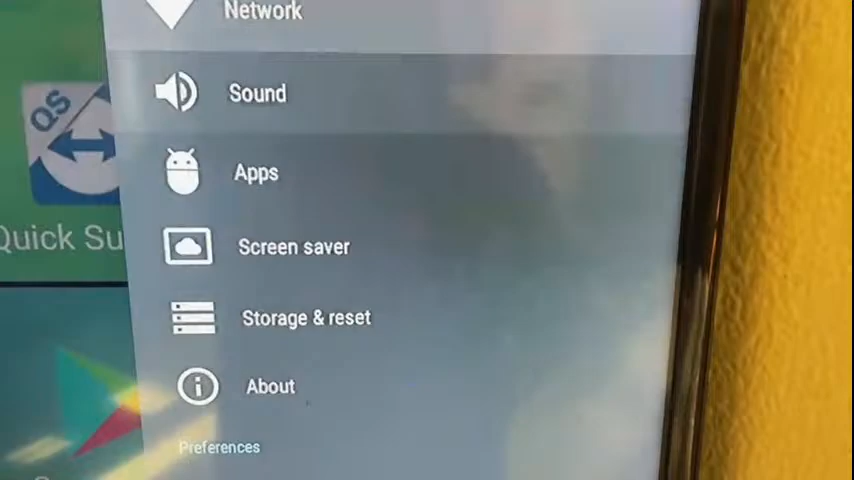 Network
Sound
QS
Apps
Quick Su
Screen saver
Storage & reset
About
Preferences